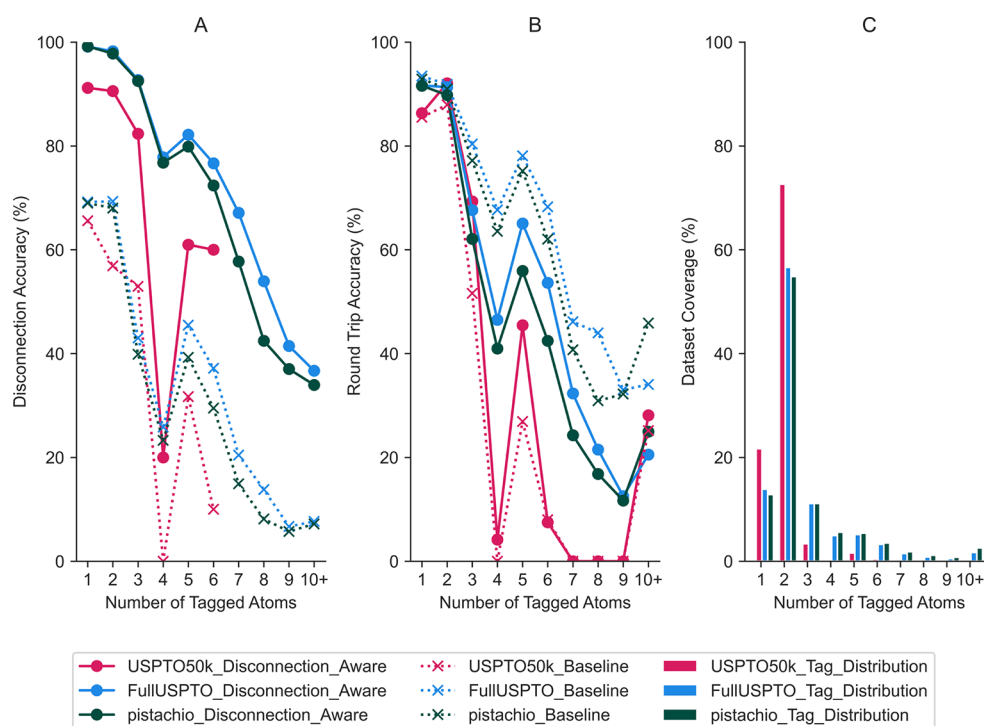 A
B
C
Disconnection Accuracy (%)
100
80
60
40
20
0
1 2 3 4 5 6 7 8 9 10+
Number of Tagged Atoms
Round Trip Accuracy (%)
100
80
60
40
20
0
1 2 3 4 5 6 7 8 9 10+
Number of Tagged Atoms
Dataset Coverage (%)
100
80
60
40
20
0
1 2 3 4 5 6 7 8 9 10+
Number of Tagged Atoms
USPTO50k_Disconnection_Aware
FullUSPTO_Disconnection_Aware
pistachio_Disconnection_Aware
USPTO50k_Baseline
FullUSPTO_Baseline
pistachio_Baseline
USPTO50k_Tag_Distribution
FullUSPTO_Tag_Distribution
pistachio_Tag_Distribution